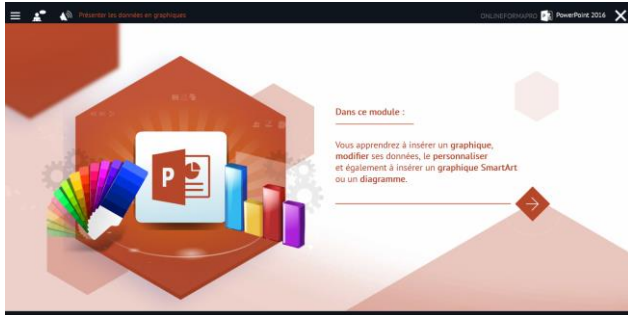 Présenter les données en graphiques
ONLINEFORMAPRO
PowerPoint 2016
Dans ce module :
Vous apprendrez à insérer un graphique,
modifier ses données, le personnaliser
et également à insérer un graphique SmartArt
ou un diagramme.
P